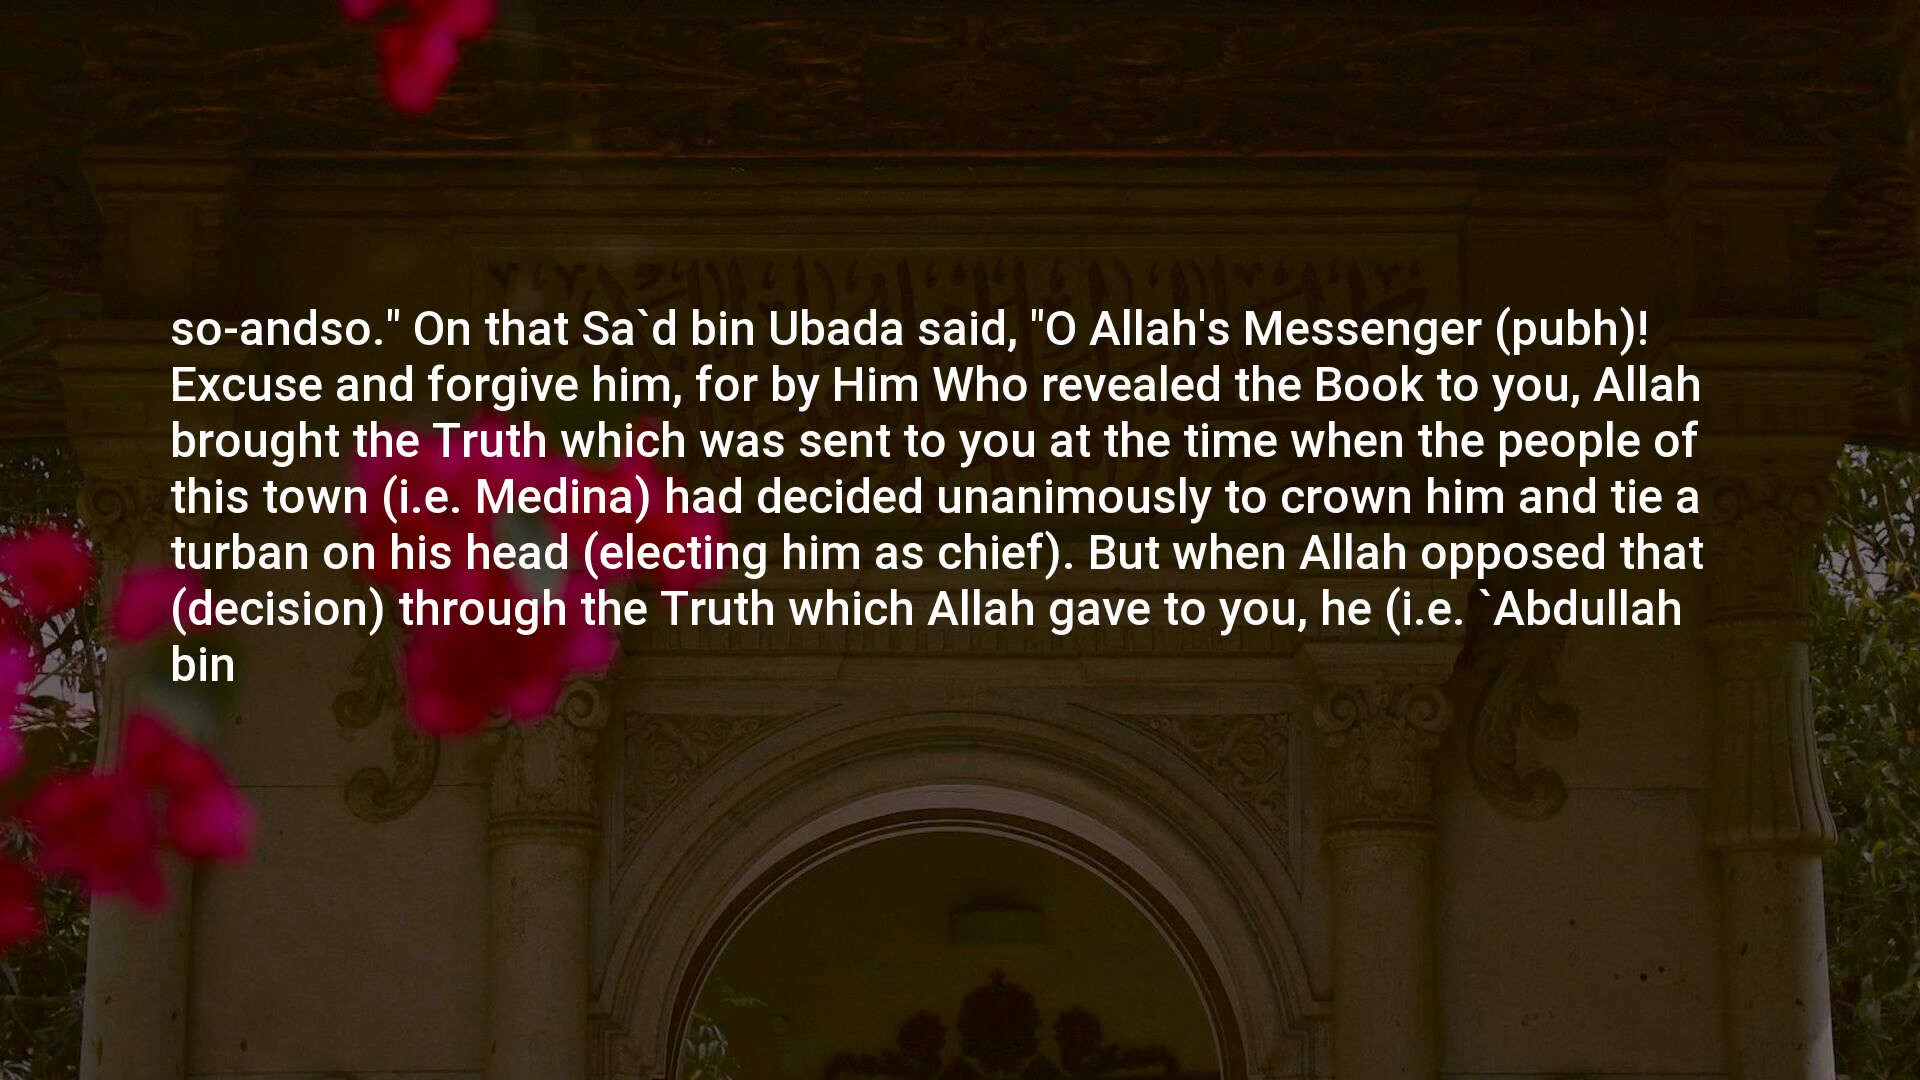 so-andso." On that Sa`d bin Ubada said, "O Allah's Messenger (pubh)!
Excuse and forgive him, for by Him Who revealed the Book to you, Allah
brought the Truth which was sent to you at the time when the people of
this town (i.e. Medina) had decided unanimously to crown him and tie a
turban on his head (electing him as chief). But when Allah opposed that
(decision) through the Truth which Allah gave to you, he (i.e. `Abdullah
bin